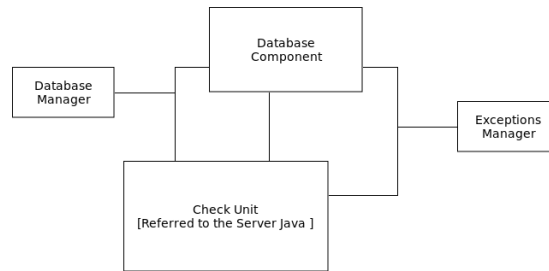 Database
Component
Database
Manager
Exceptions
Manager
Check Unit
[Referred to the Server Java ]